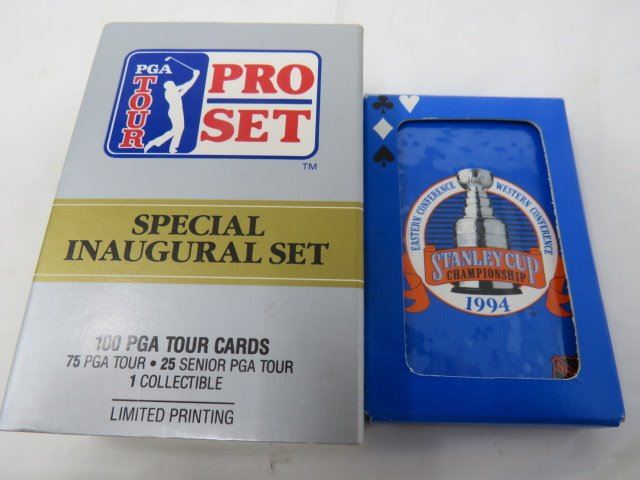 PGA
TOUR
PRO
SET
TM
SPECIAL
INAUGURAL SET
100 PGA TOUR CARDS
75 PGA TOUR • 25 SENIOR PGA TOUR
1 COLLECTIBLE
LIMITED PRINTING
EASTERN CONFERENCE
WESTERN CONFERENCE
STANLEY CUP
CHAMPIONSHIP
1994
NHL